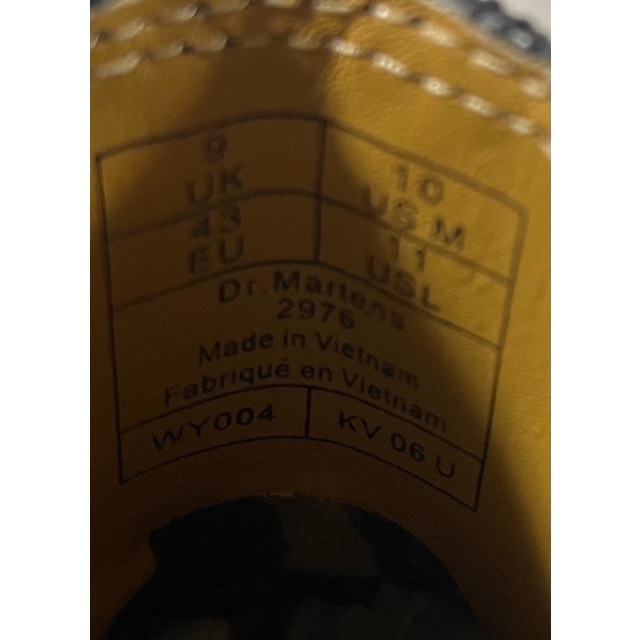 9
UK
10
US M
43
EU
11
USL
Dr.Martens
2976
Made in Vietnam
Fabriqué en Vietnam
WY004
KV 06 U